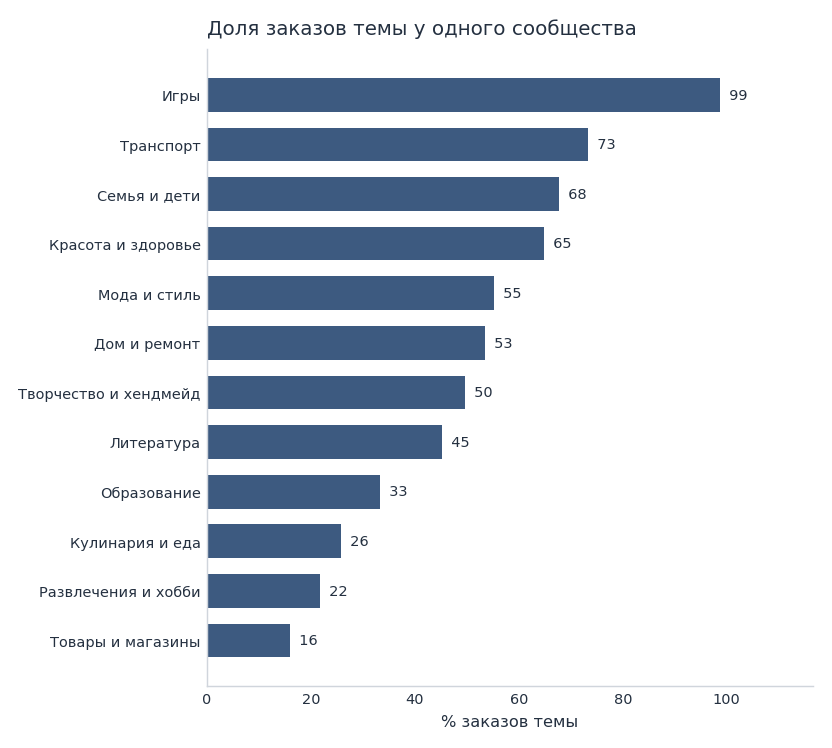 Доля заказов темы у одного сообщества
Игры 99
Транспорт 73
Семья и дети 68
Красота и здоровье 65
Мода и стиль 55
Дом и ремонт 53
Творчество и хендмейд 50
Литература 45
Образование 33
Кулинария и еда 26
Развлечения и хобби 22
Товары и магазины 16
0 20 40 60 80 100
% заказов темы